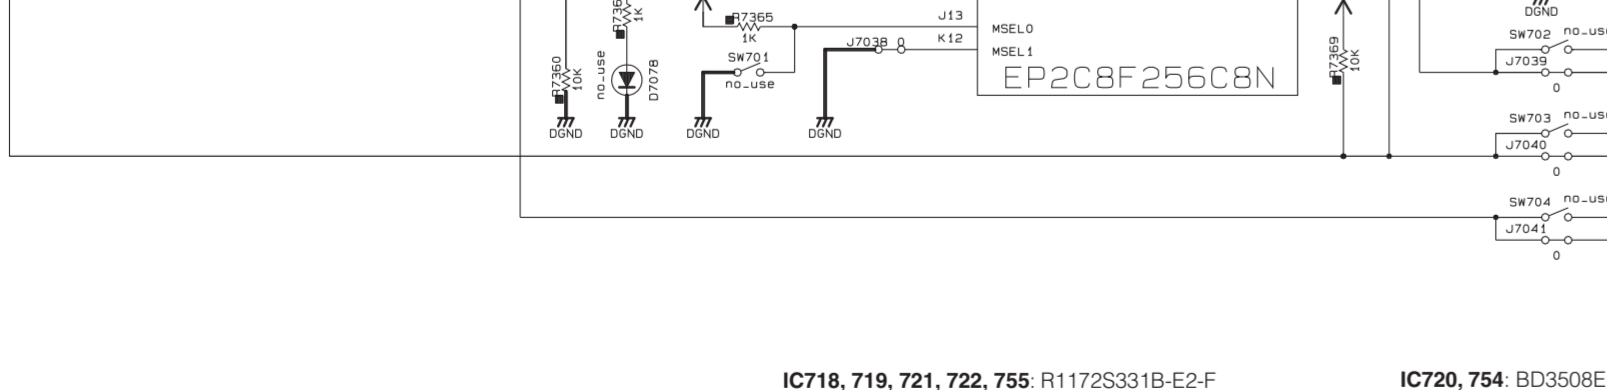 R7365
1K
J13
MSEL0
J7038 0
K12
MSEL1
SW701
no_use
EP2C8F256C8N
1K
R7360
10K
no_use
D7078
DGND
DGND
DGND
DGND
R7369
10K
DGND
SW702
J7039
0
SW703
J7040
0
SW704
J7041
0
IC718, 719, 721, 722, 755: R1172S331B-E2-F
IC720, 754: BD3508E